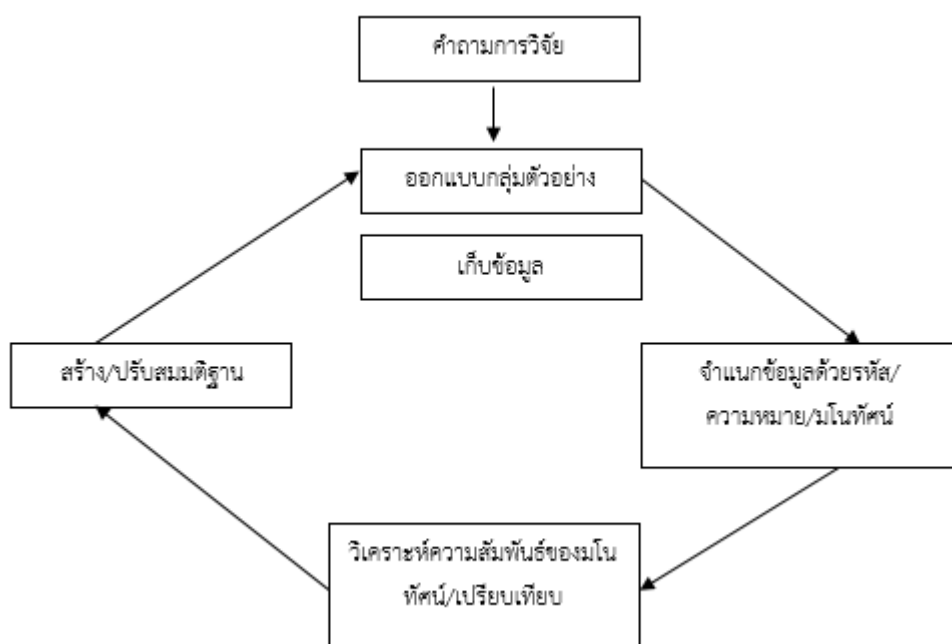 คำถามการวิจัย
ออกแบบกลุ่มตัวอย่าง
เก็บข้อมูล
สร้าง/ปรับสมมติฐาน
จำแนกข้อมูลด้วยรหัส/
ความหมาย/มโนทัศน์
วิเคราะห์ความสัมพันธ์ของมโน
ทัศน์/เปรียบเทียบ